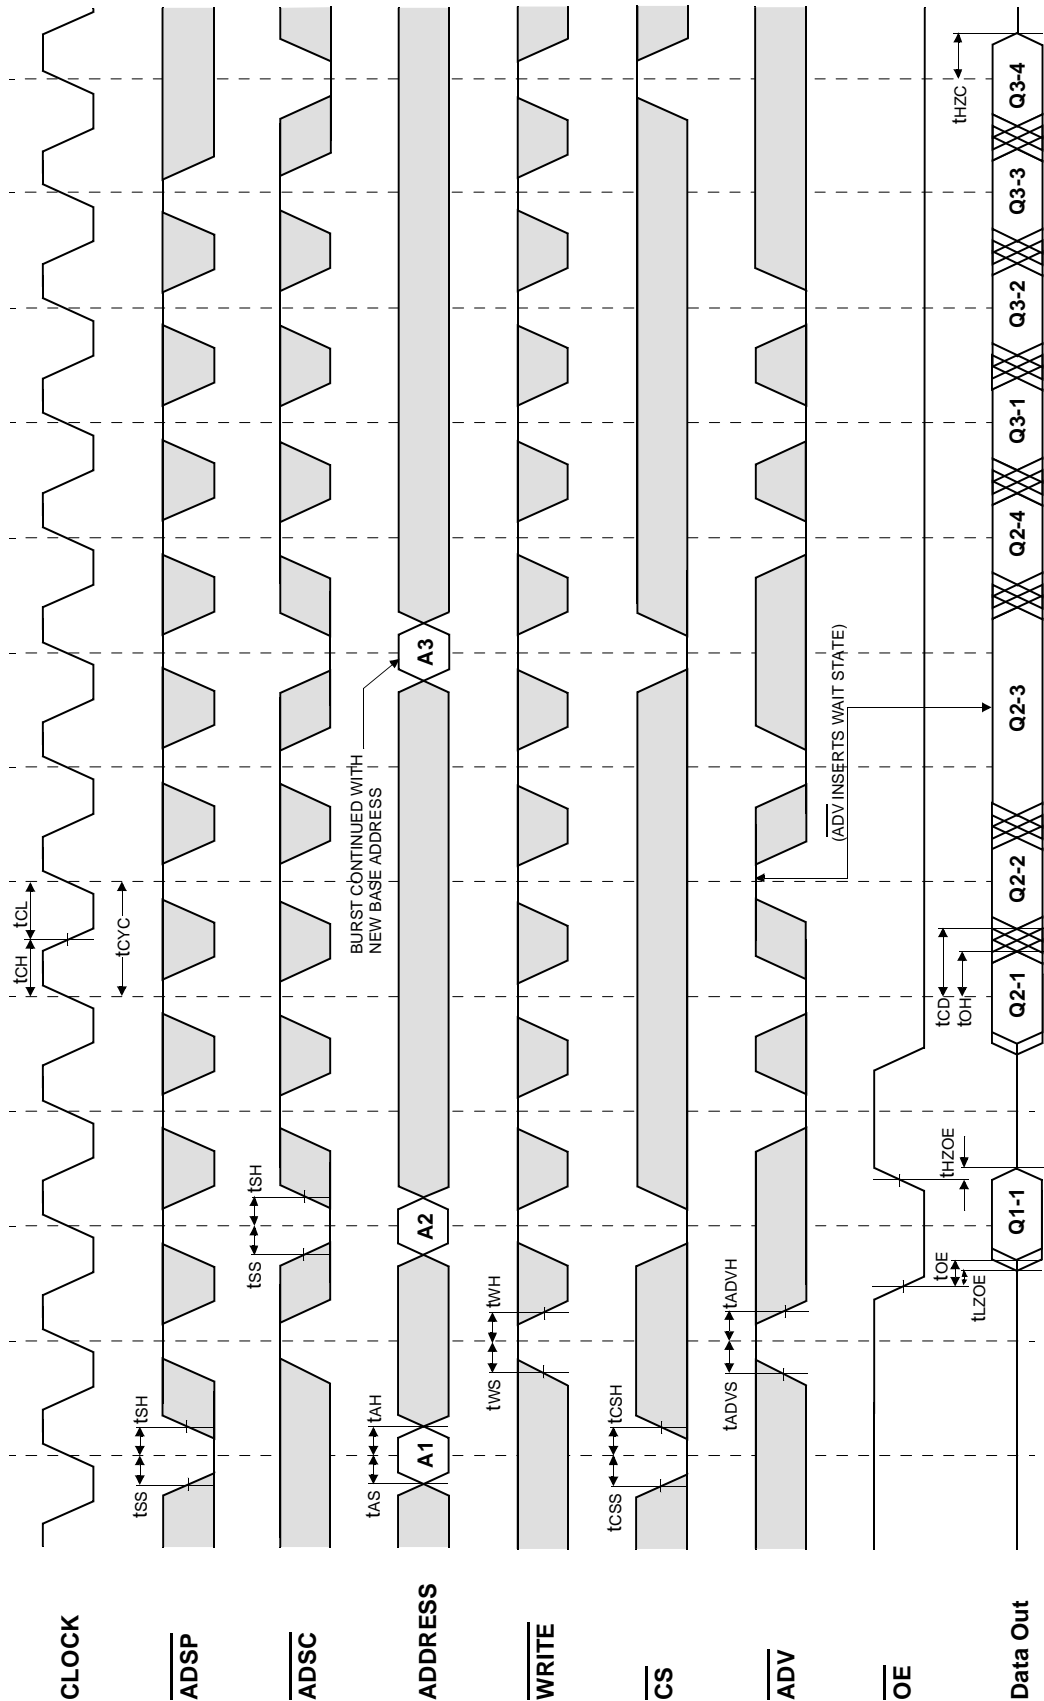 CLOCK
tCH
tCL
tCYC
ADSP
tSS
tSH
ADSC
tSS
tSH
ADDRESS
tAS
tAH
A1
A2
BURST CONTINUED WITH
NEW BASE ADDRESS
A3
WRITE
tWS
tWH
CS
tCSS
tCSH
ADV
tADVS
tADVH
(ADV INSERTS WAIT STATE)
OE
tLZOE
tOE
tHZOE
tCD
tOH
tHZC
Data Out
Q1-1
Q2-1
Q2-2
Q2-3
Q2-4
Q3-1
Q3-2
Q3-3
Q3-4